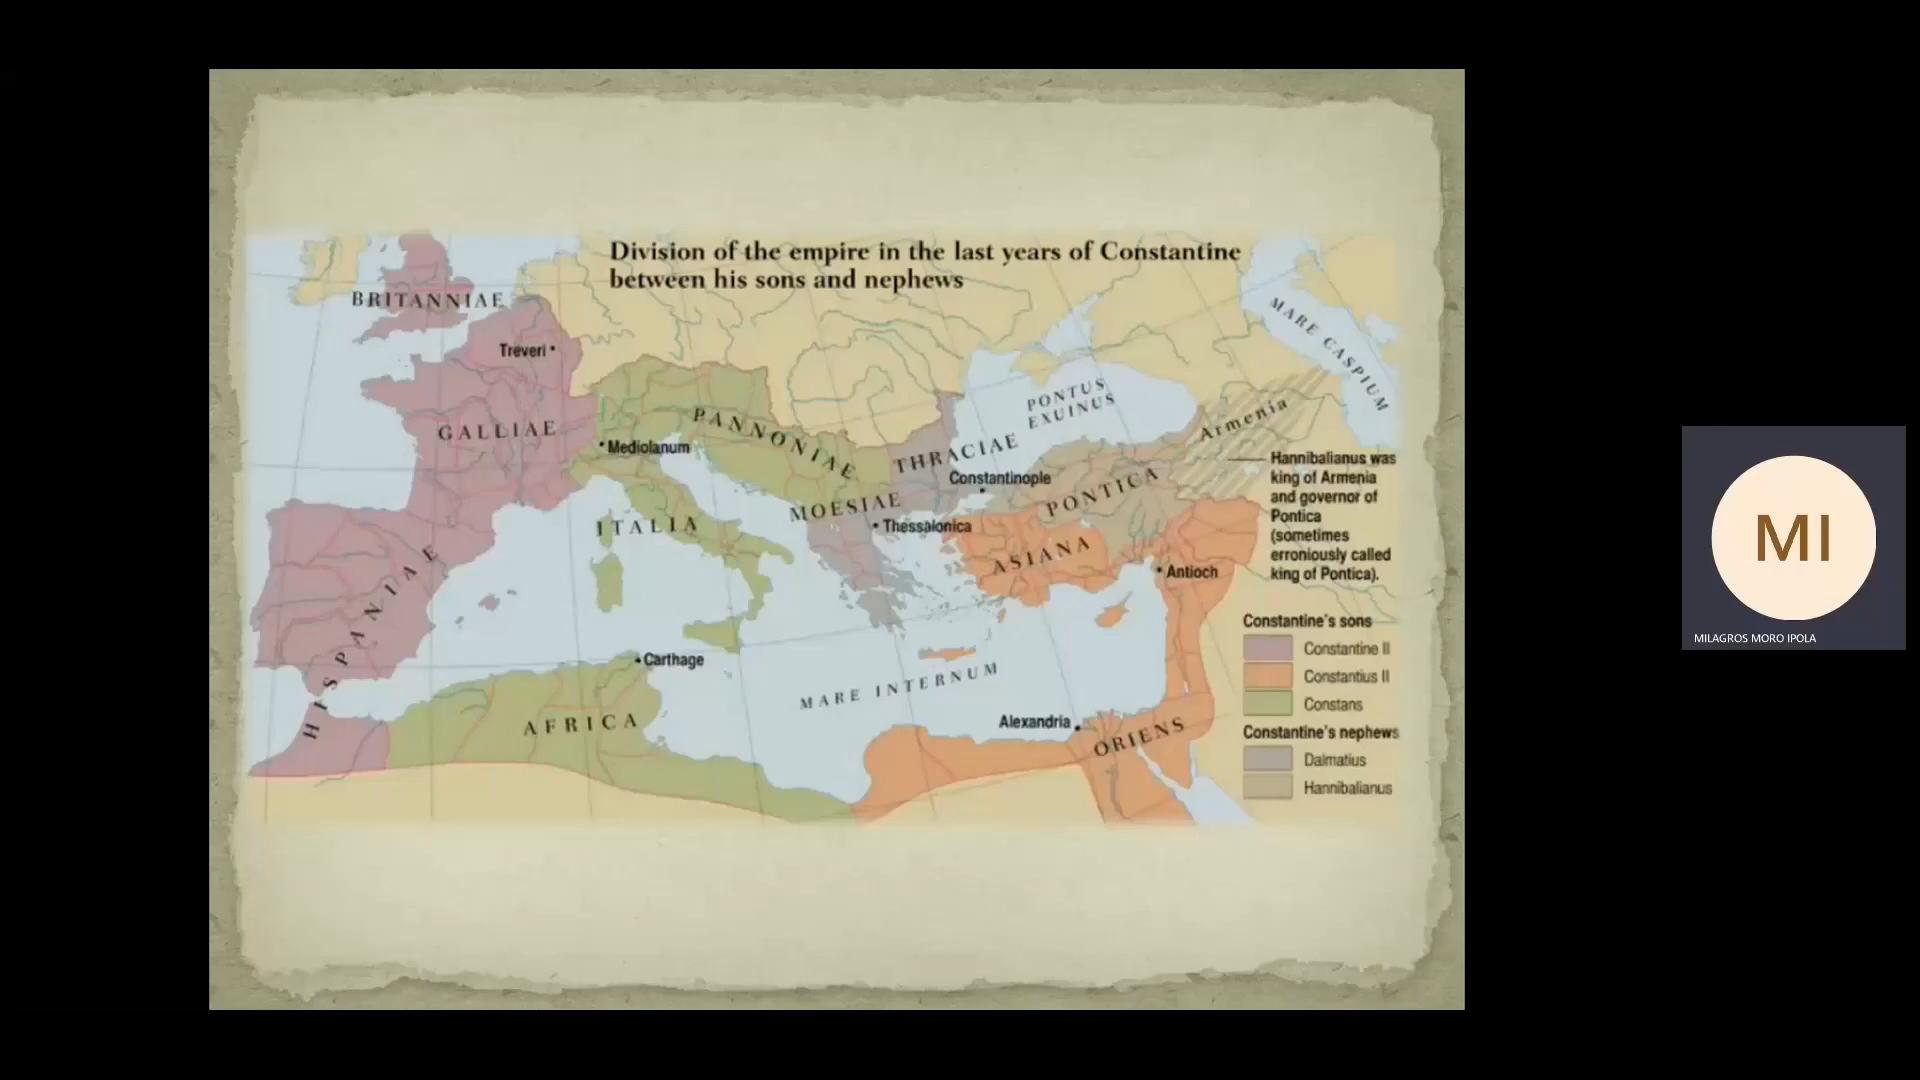 Division of the empire in the last years of Constantine
between his sons and nephews
BRITANNIAE
Treveri
GALLIAE
Mediolanum
PANNONIAE
HISPANIAE
ITALIA
MOESIAE
THRACIAE
Constantinople
Thessalonica
PONTUS
EXUINUS
MARE CASPIUM
Armenia
PONTICA
ASIANA
Antioch
Carthage
AFRICA
MARE INTERNUM
Alexandria
ORIENS
Hannibalianus was
king of Armenia
and governor of
Pontica
(sometimes
erroniously called
king of Pontica).
Constantine's sons
Constantine II
Constantius II
Constans
Constantine's nephews
Dalmatius
Hannibalianus
MI
MILAGROS MORO IPOLA